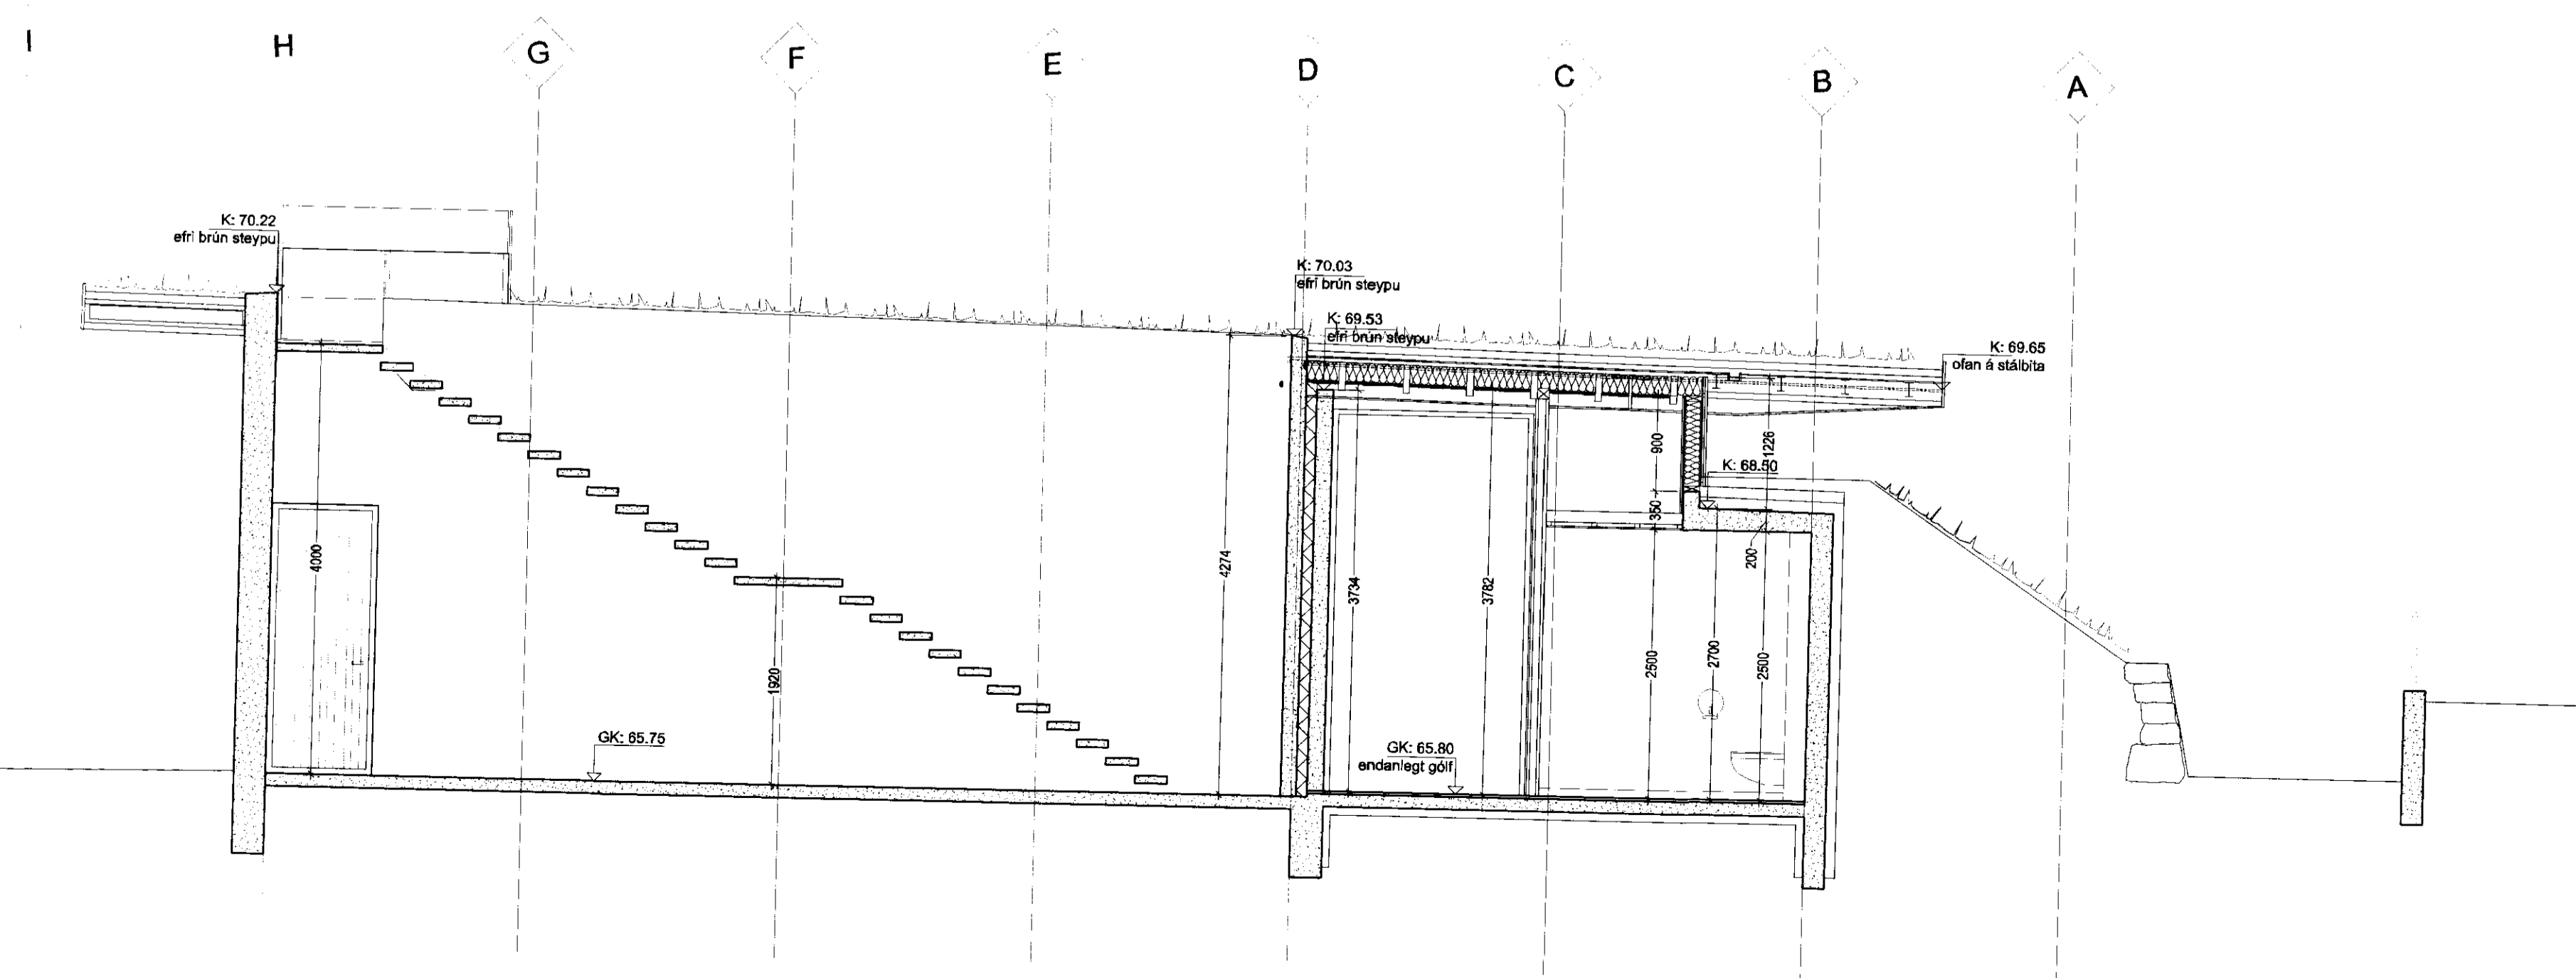 I
H
G
F
E
D
C
B
A
K: 70.22
efri brún steypu
K: 70.03
efri brún steypu
K: 69.53
efri brún steypu
K: 69.65
ofan á stálbita
K: 68.50
900
1226
350
200
4000
4274
3734
3782
1920
2500
2700
2500
GK: 65.75
GK: 65.80
endanlegt gólf